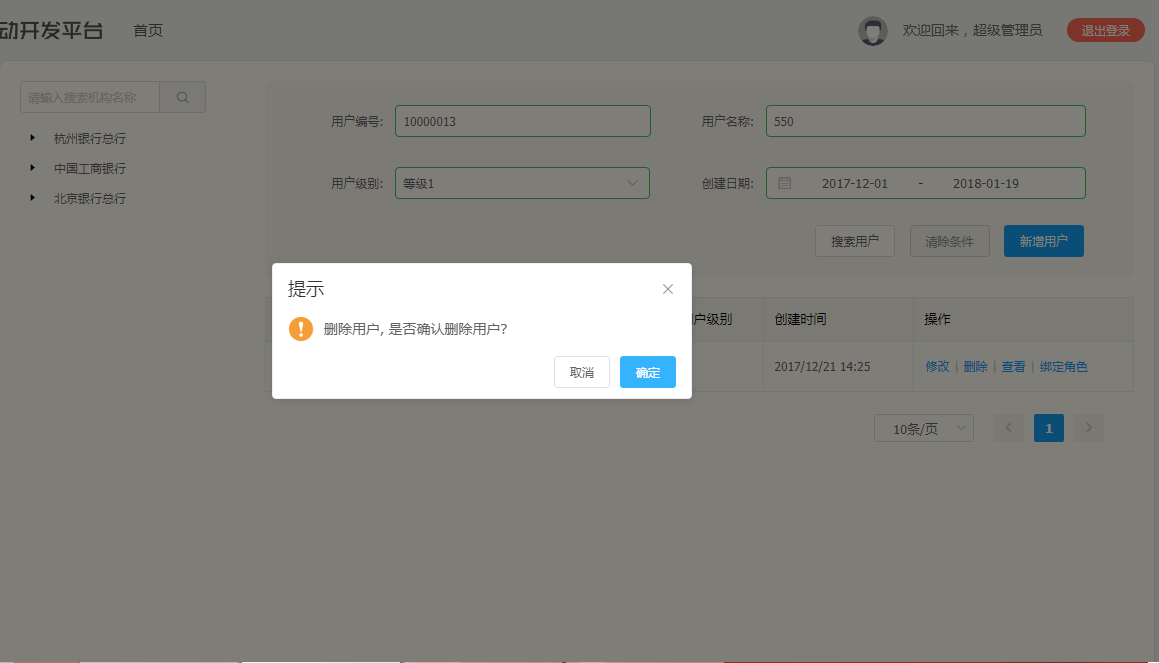 动开发平台
首页
欢迎回来，超级管理员
退出登录
请输入搜索机构名称
杭州银行总行
中国工商银行
北京银行总行
用户编号: 10000013
用户名称: 550
用户级别: 等级1
创建日期: 2017-12-01 - 2018-01-19
搜索用户
清除条件
新增用户
提示
删除用户, 是否确认删除用户?
取消
确定
户级别
创建时间
操作
2017/12/21 14:25
修改 | 删除 | 查看 | 绑定角色
10条/页
1